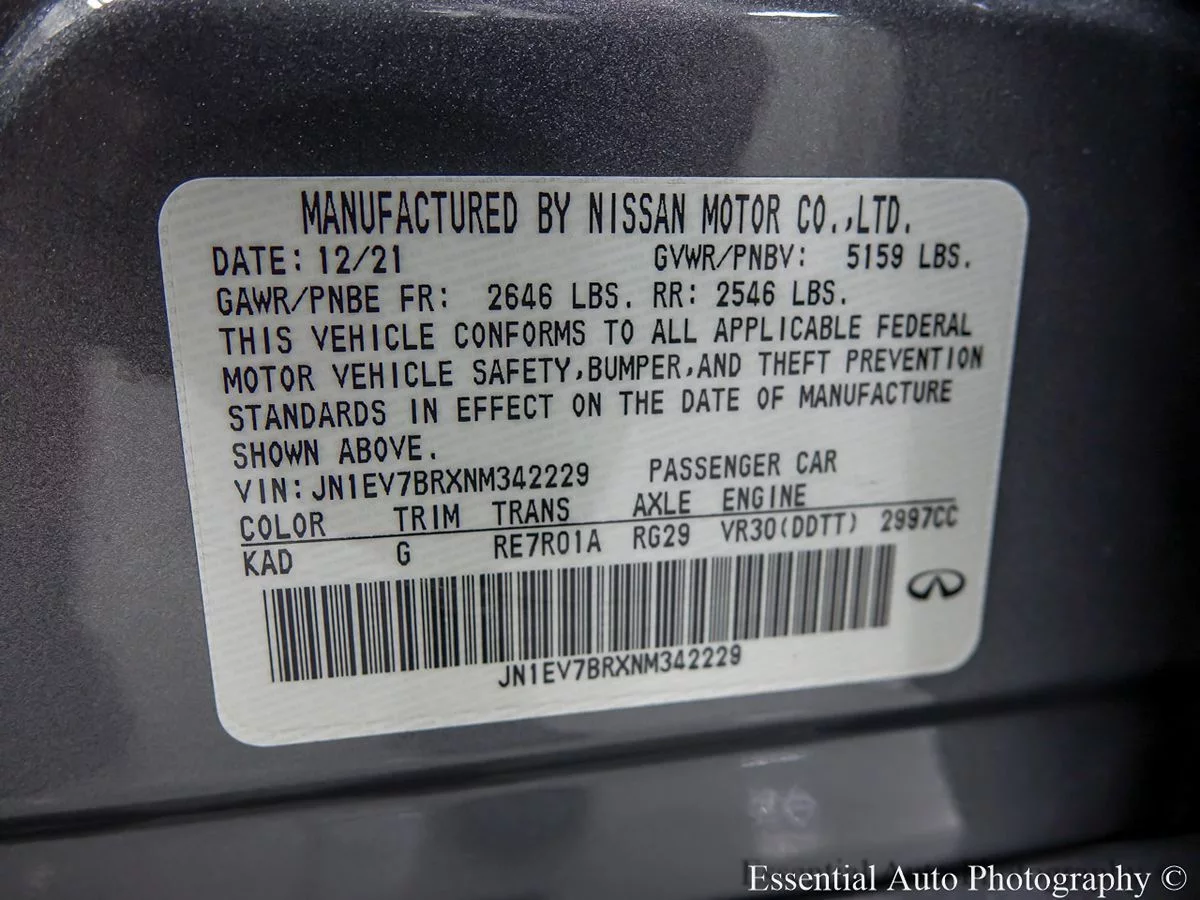 MANUFACTURED BY NISSAN MOTOR CO.,LTD.
DATE: 12/21 GVWR/PNBV: 5159 LBS.
GAWR/PNBE FR: 2646 LBS. RR: 2546 LBS.
THIS VEHICLE CONFORMS TO ALL APPLICABLE FEDERAL
MOTOR VEHICLE SAFETY,BUMPER,AND THEFT PREVENTION
STANDARDS IN EFFECT ON THE DATE OF MANUFACTURE
SHOWN ABOVE.
VIN:JN1EV7BRXNM342229 PASSENGER CAR
COLOR TRIM TRANS AXLE ENGINE
KAD G RE7R01A RG29 VR30(DDTT) 2997CC
JN1EV7BRXNM342229
Essential Auto Photography ©